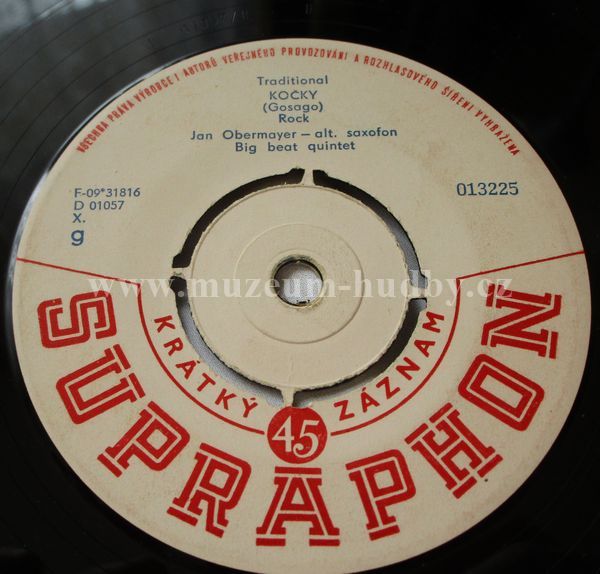 VŠECHNA PRÁVA VÝROBCE I AUTORŮ VEŘEJNÉHO PROVOZOVÁNÍ A ROZHLASOVÉHO ŠÍŘENÍ VYHRAZENA
Traditional
KOČKY
(Gosago)
Rock
Jan Obermayer – alt. saxofon
Big beat quintet
F-09*31816
D 01057
X.
g
013225
www.muzeum-hudby.cz
KRÁTKÝ
45
ZÁZNAM
SUPRAPHON